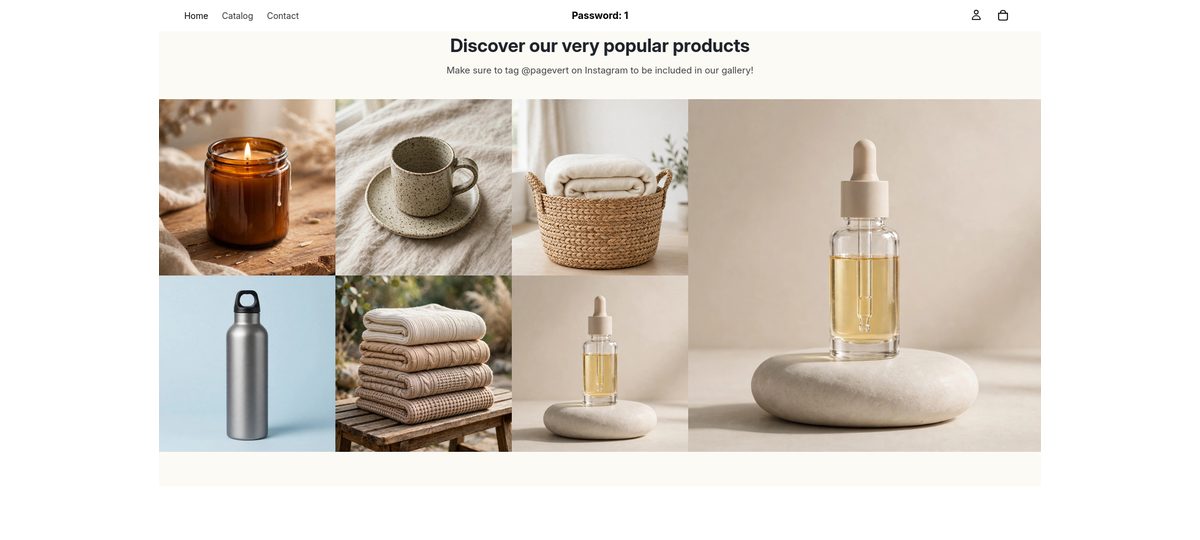 Home Catalog Contact Password: 1
Discover our very popular products
Make sure to tag @pagevert on Instagram to be included in our gallery!